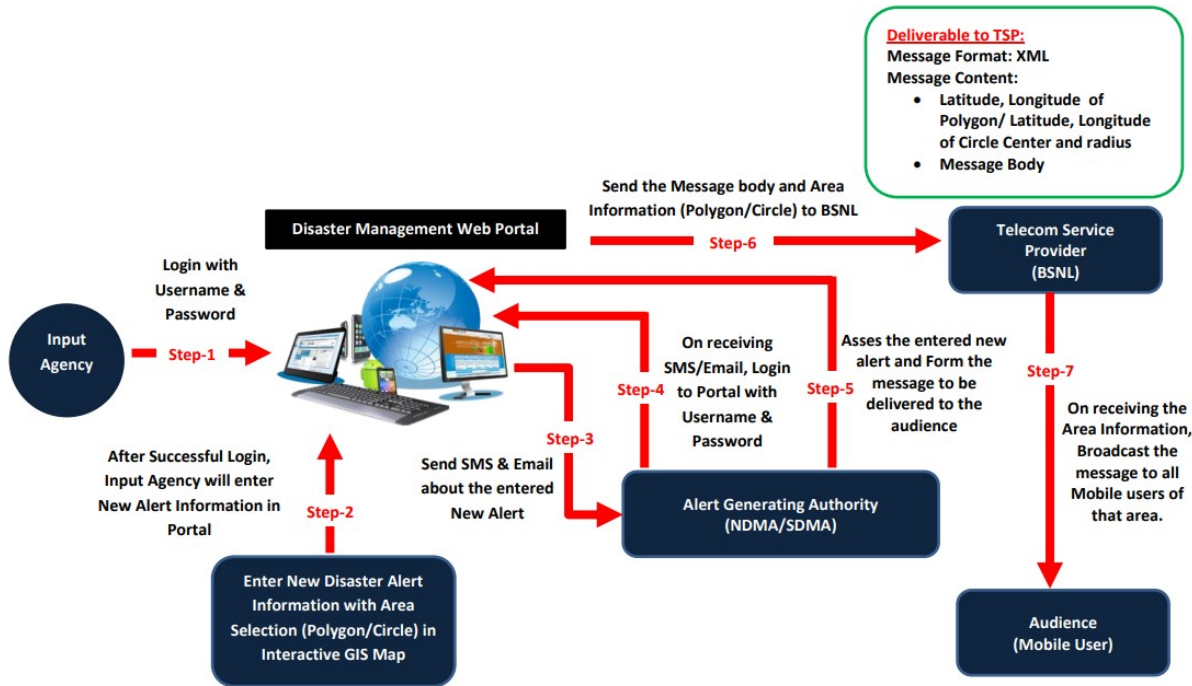 Deliverable to TSP:
Message Format: XML
Message Content:
• Latitude, Longitude of
Polygon/ Latitude, Longitude
of Circle Center and radius
• Message Body
Send the Message body and Area
Information (Polygon/Circle) to BSNL
Disaster Management Web Portal
Step-6
Telecom Service
Provider
(BSNL)
Login with
Username &
Password
Input
Agency
Step-1
On receiving
SMS/Email, Login
to Portal with
Username &
Password
Step-4
Asses the entered new
alert and Form the
message to be
delivered to the
audience
Step-5
Step-7
On receiving the
Area Information,
Broadcast the
message to all
Mobile users of
that area.
Step-3
Send SMS & Email
about the entered
New Alert
After Successful Login,
Input Agency will enter
New Alert Information in
Portal
Step-2
Alert Generating Authority
(NDMA/SDMA)
Enter New Disaster Alert
Information with Area
Selection (Polygon/Circle) in
Interactive GIS Map
Audience
(Mobile User)